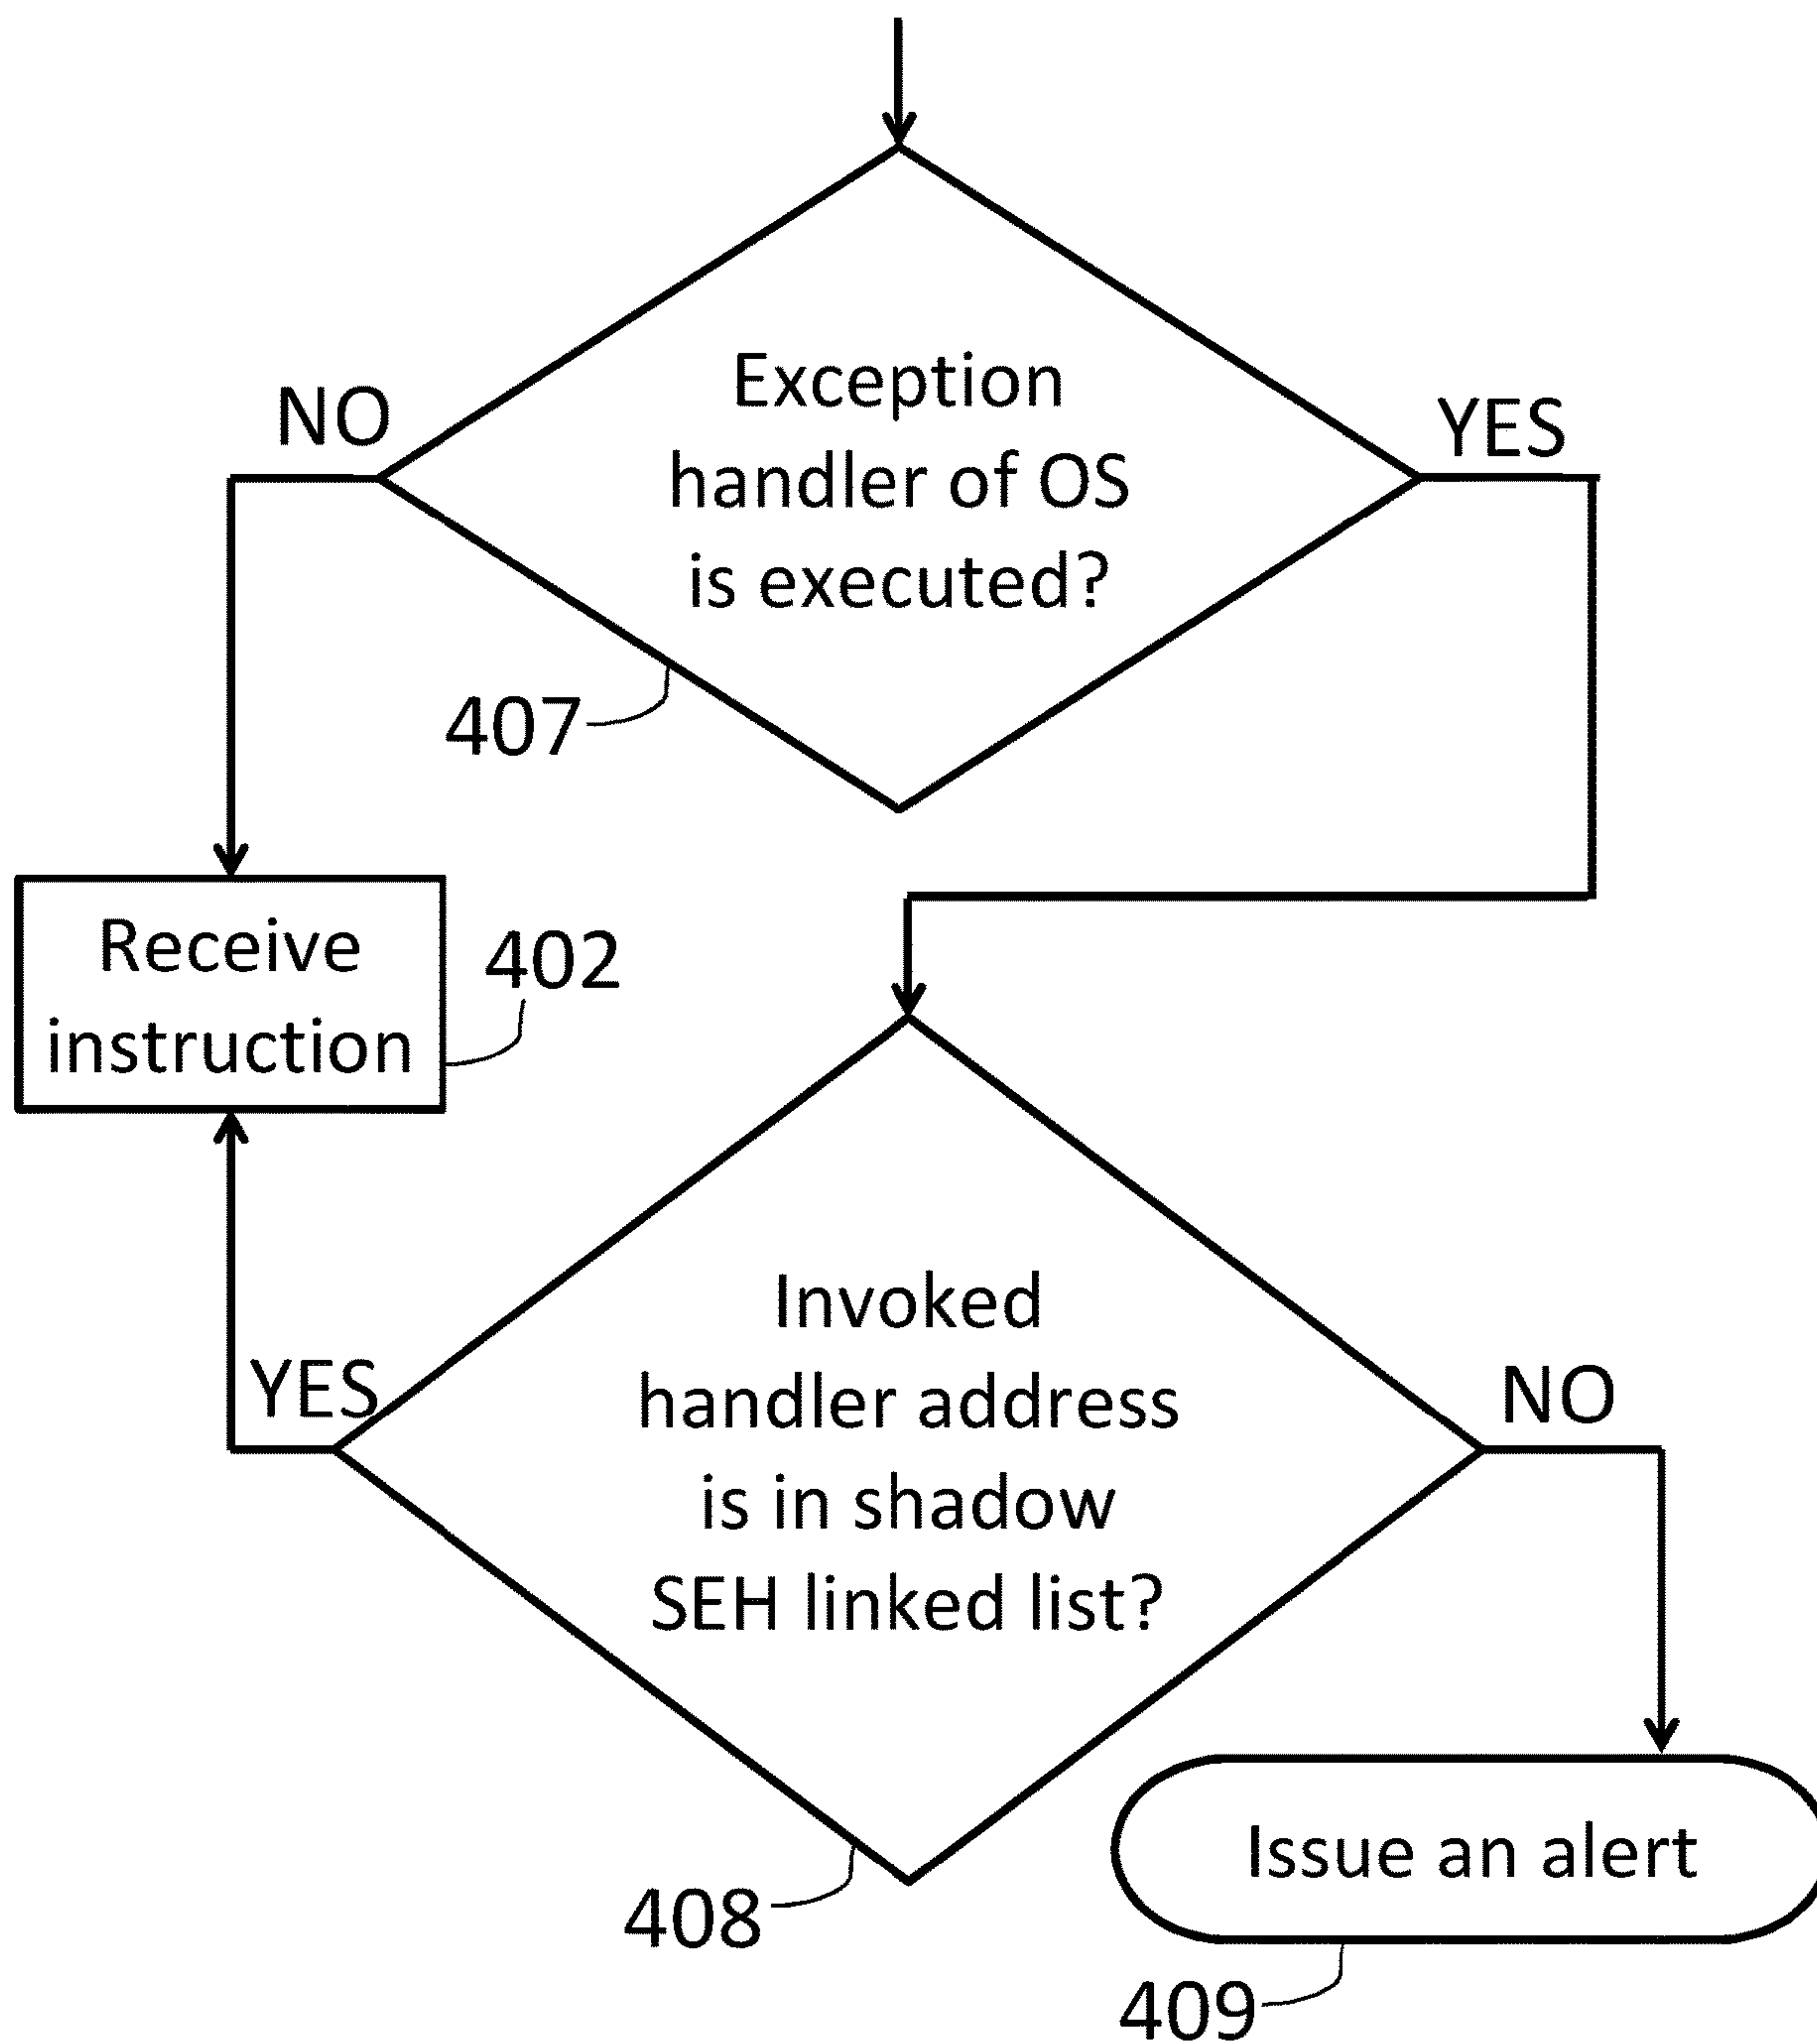 Exception
handler of OS
is executed?
NO
YES
407
Receive
instruction
402
Invoked
handler address
is in shadow
SEH linked list?
YES
NO
408
Issue an alert
409